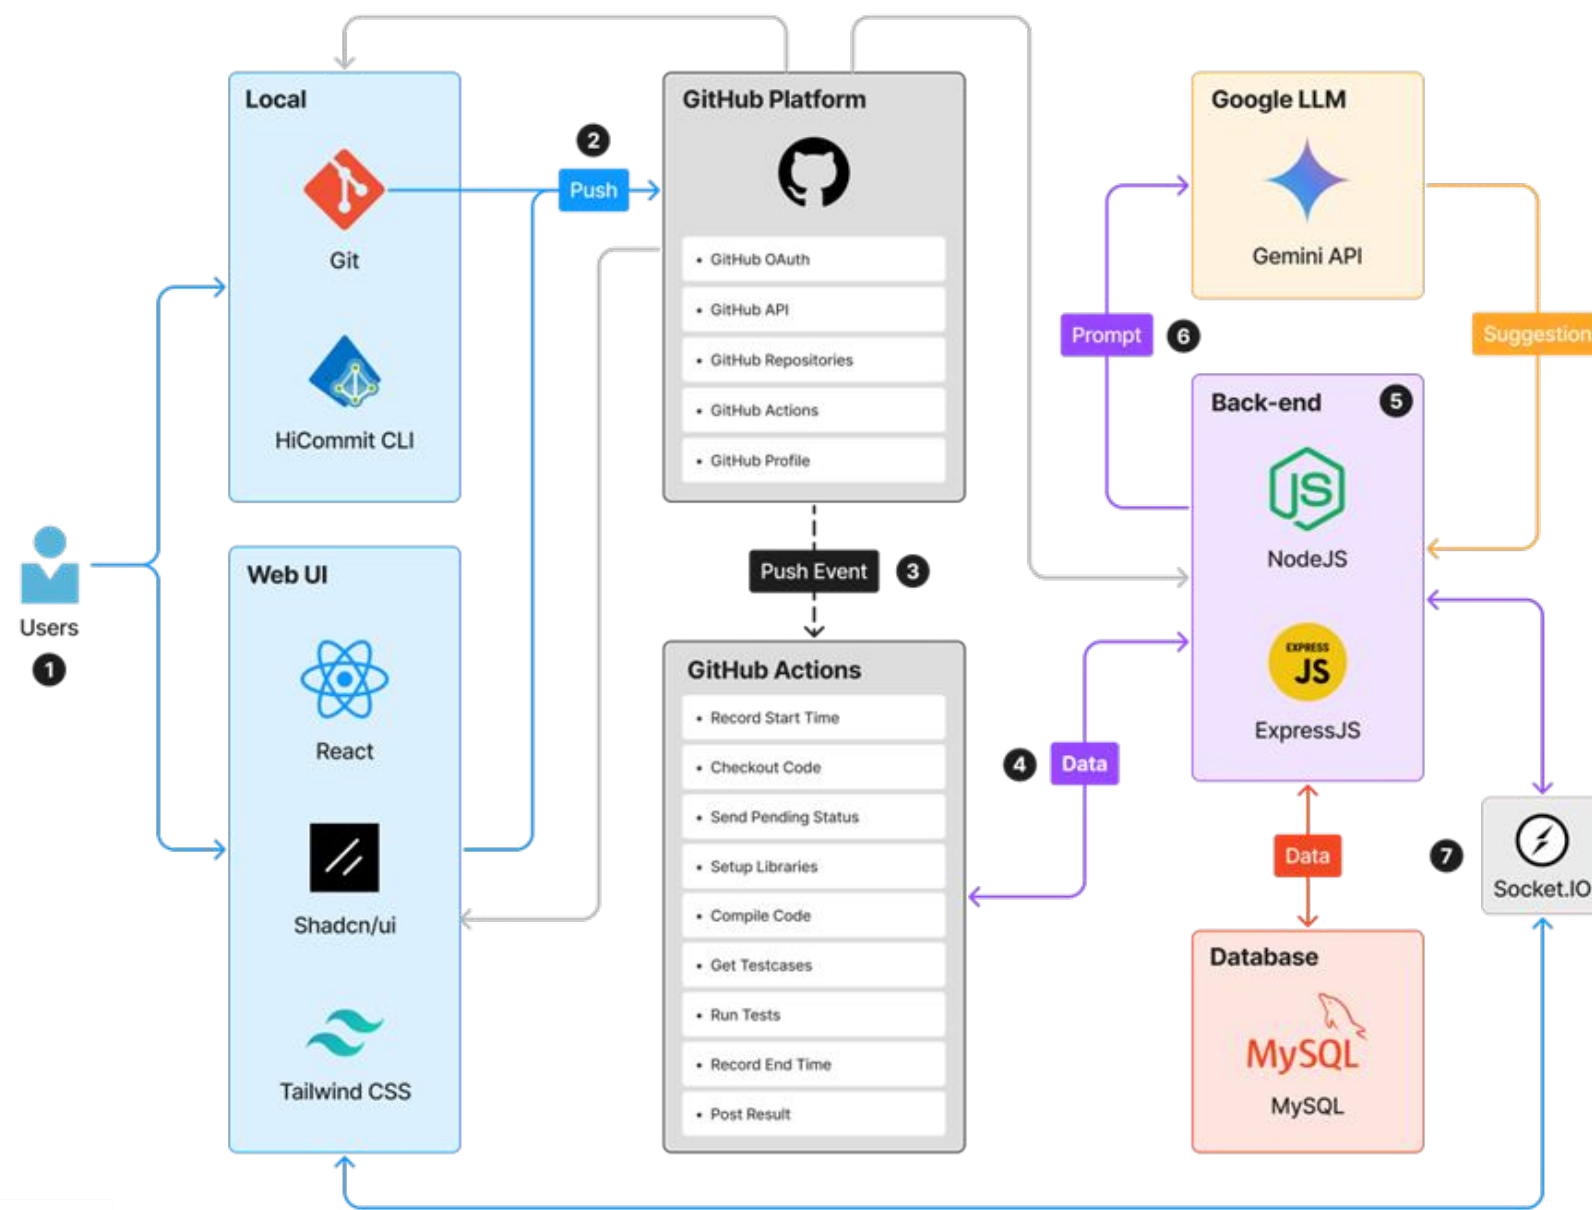 Local
Git
HiCommit CLI
Users
1
Web UI
React
Shadcn/ui
Tailwind CSS
2
Push
GitHub Platform
• GitHub OAuth
• GitHub API
• GitHub Repositories
• GitHub Actions
• GitHub Profile
Push Event
3
GitHub Actions
• Record Start Time
• Checkout Code
• Send Pending Status
• Setup Libraries
• Compile Code
• Get Testcases
• Run Tests
• Record End Time
• Post Result
4
Data
Google LLM
Gemini API
Prompt
6
Suggestion
Back-end
5
JS
NodeJS
EXPRESS
JS
ExpressJS
Data
7
Socket.IO
Database
MySQL
MySQL